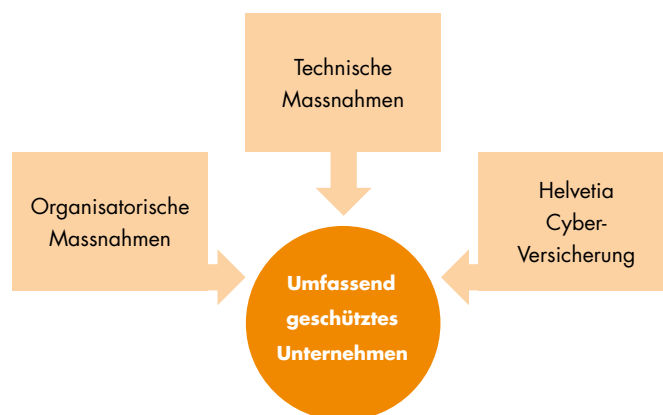 Technische
Massnahmen
Organisatorische
Massnahmen
Helvetia
Cyber-
Versicherung
Umfassend
geschütztes
Unternehmen